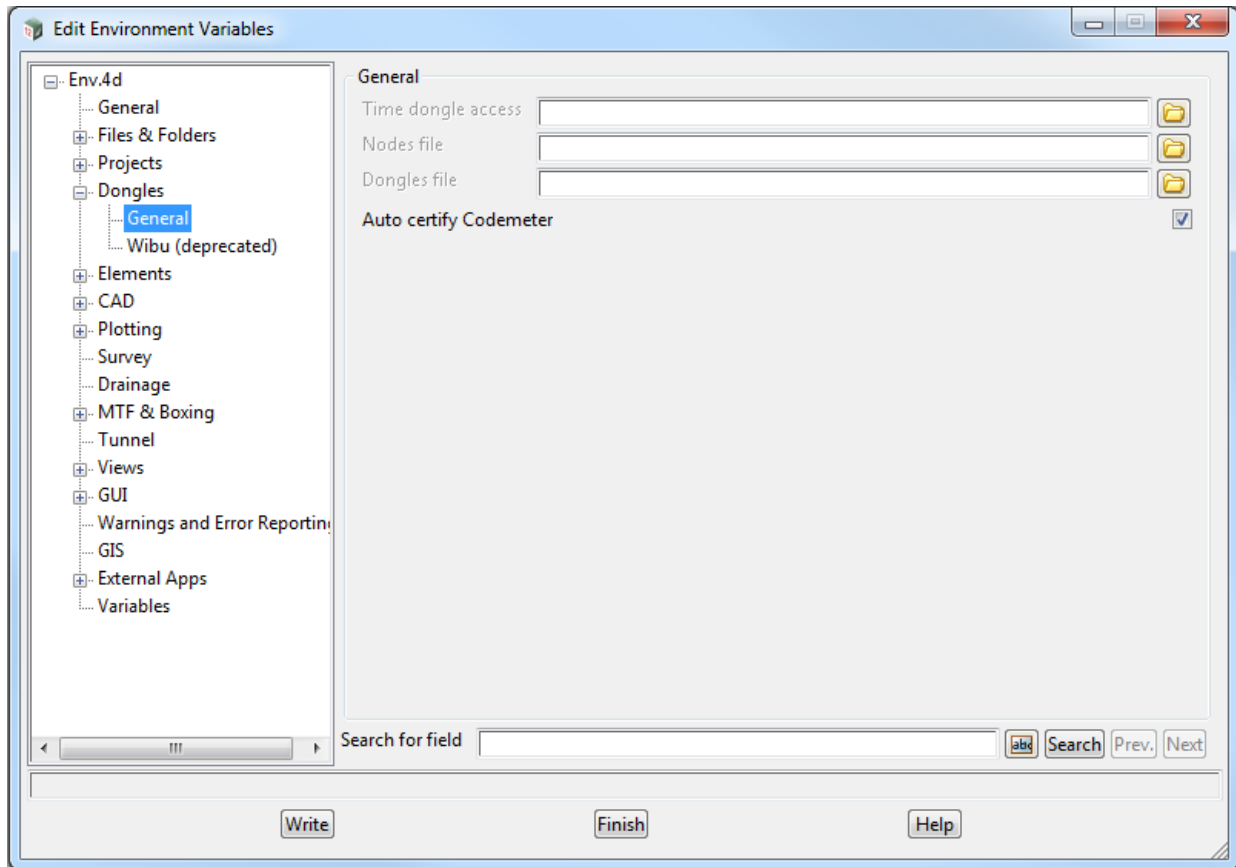 Edit Environment Variables
Env.4d
General
Files & Folders
Projects
Dongles
General
Wibu (deprecated)
Elements
CAD
Plotting
Survey
Drainage
MTF & Boxing
Tunnel
Views
GUI
Warnings and Error Reporting
GIS
External Apps
Variables
General
Time dongle access
Nodes file
Dongles file
Auto certify Codemeter
Search for field
abc
Search
Prev.
Next
Write
Finish
Help